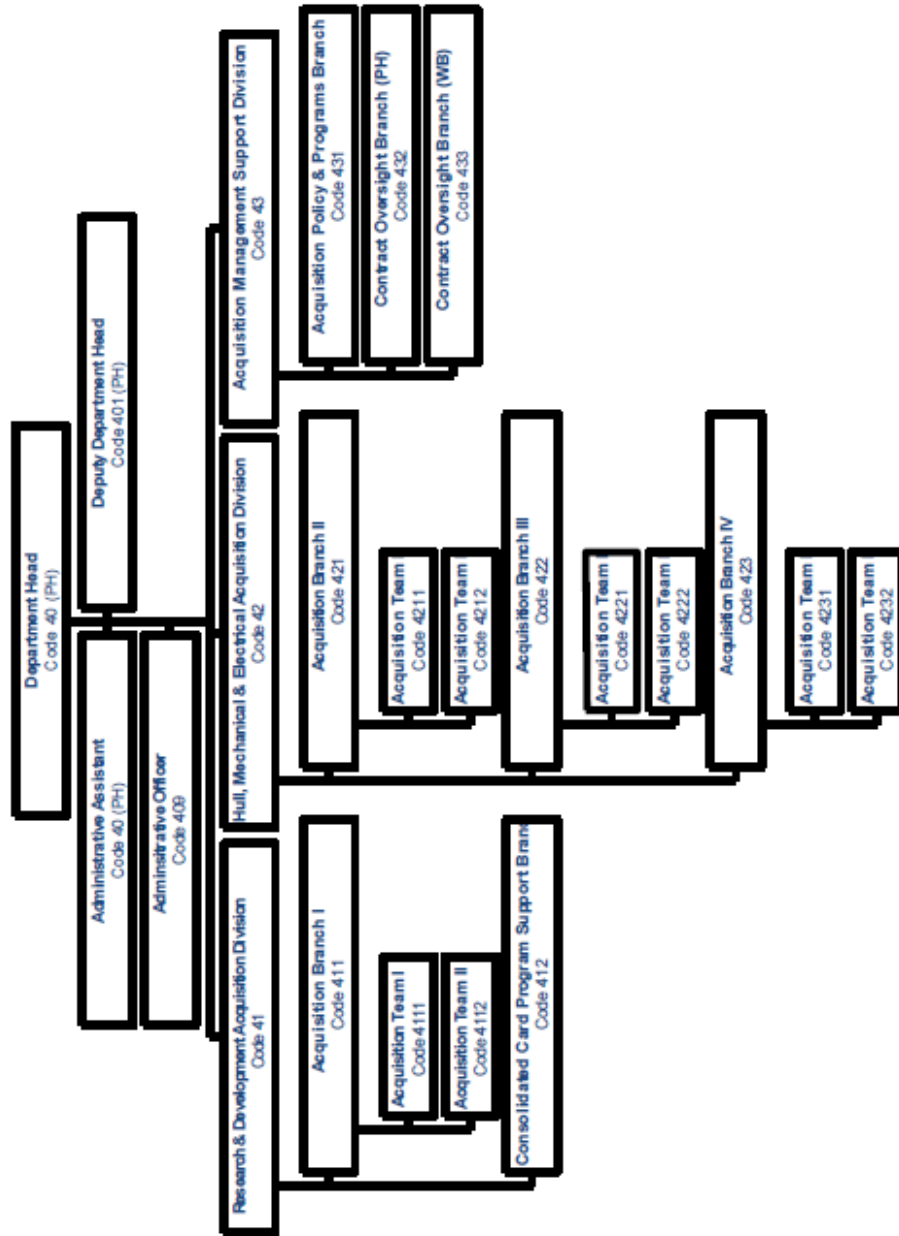 Department Head
Code 40 (PH)
Administrative Assistant
Code 40 (PH)
Deputy Department Head
Code 401 (PH)
Adminsitrative Officer
Code 409
Research & Development Acquisition Division
Code 41
Hull, Mechanical & Electrical Acquisition Division
Code 42
Acquisition Management Support Division
Code 43
Acquisition Branch I
Code 411
Acquisition Team I
Code 4111
Acquisition Team II
Code 4112
Consolidated Card Program Support Branc
Code 412
Acquisition Branch II
Code 421
Acquisition Team
Code 4211
Acquisition Team
Code 4212
Acquisition Branch III
Code 422
Acquisition Team
Code 4221
Acquisition Team
Code 4222
Acquisition Branch IV
Code 423
Acquisition Team
Code 4231
Acquisition Team
Code 4232
Acquisition Policy & Programs Branch
Code 431
Contract Oversight Branch (PH)
Code 432
Contract Oversight Branch (WB)
Code 433